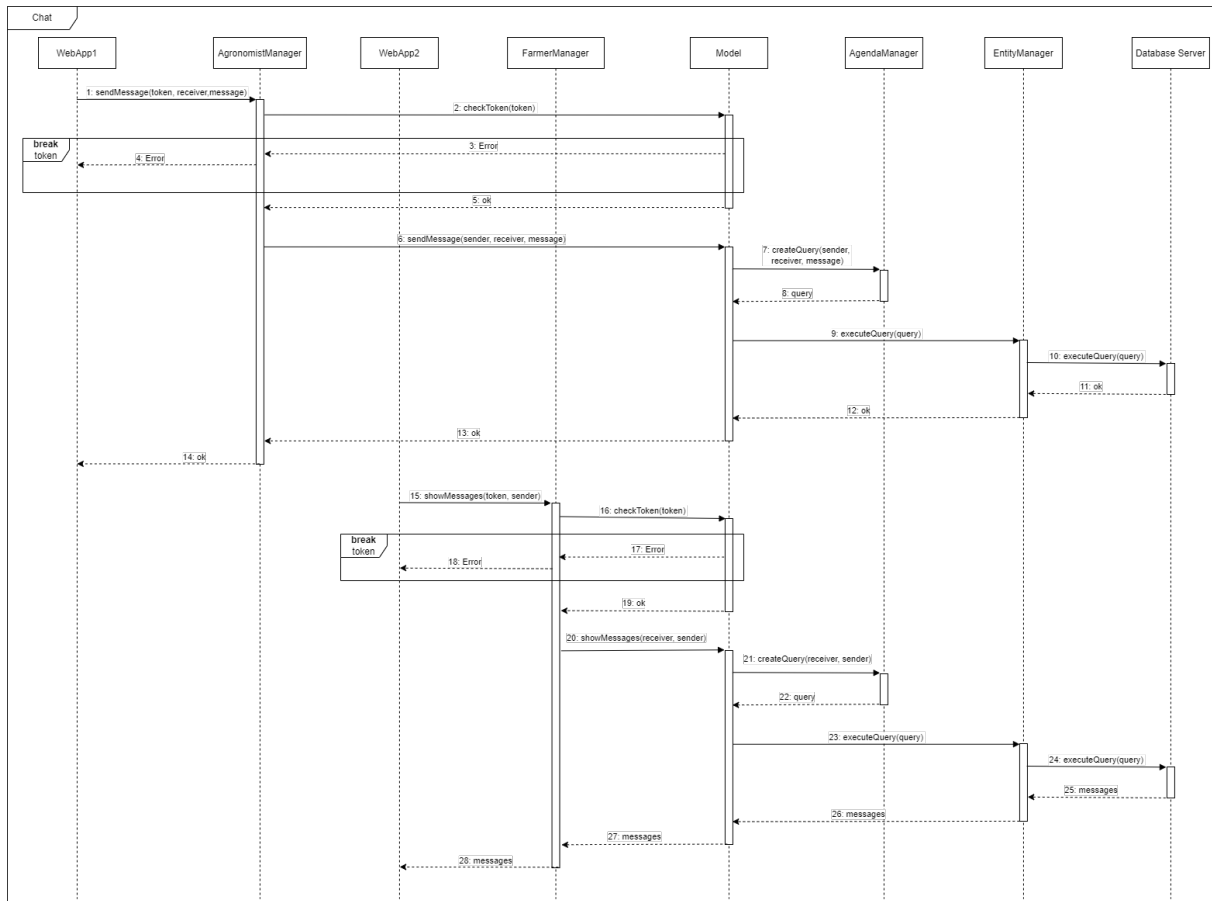 Chat
WebApp1
AgronomistManager
WebApp2
FarmerManager
Model
AgendaManager
EntityManager
Database Server
1: sendMessage(token, receiver,message)
2: checkToken(token)
break
token
3: Error
4: Error
5: ok
6: sendMessage(sender, receiver, message)
7: createQuery(sender,
receiver, message)
8: query
9: executeQuery(query)
10: executeQuery(query)
11: ok
12: ok
13: ok
14: ok
15: showMessages(token, sender)
16: checkToken(token)
break
token
17: Error
18: Error
19: ok
20: showMessages(receiver, sender)
21: createQuery(receiver, sender)
22: query
23: executeQuery(query)
24: executeQuery(query)
25: messages
26: messages
27: messages
28: messages